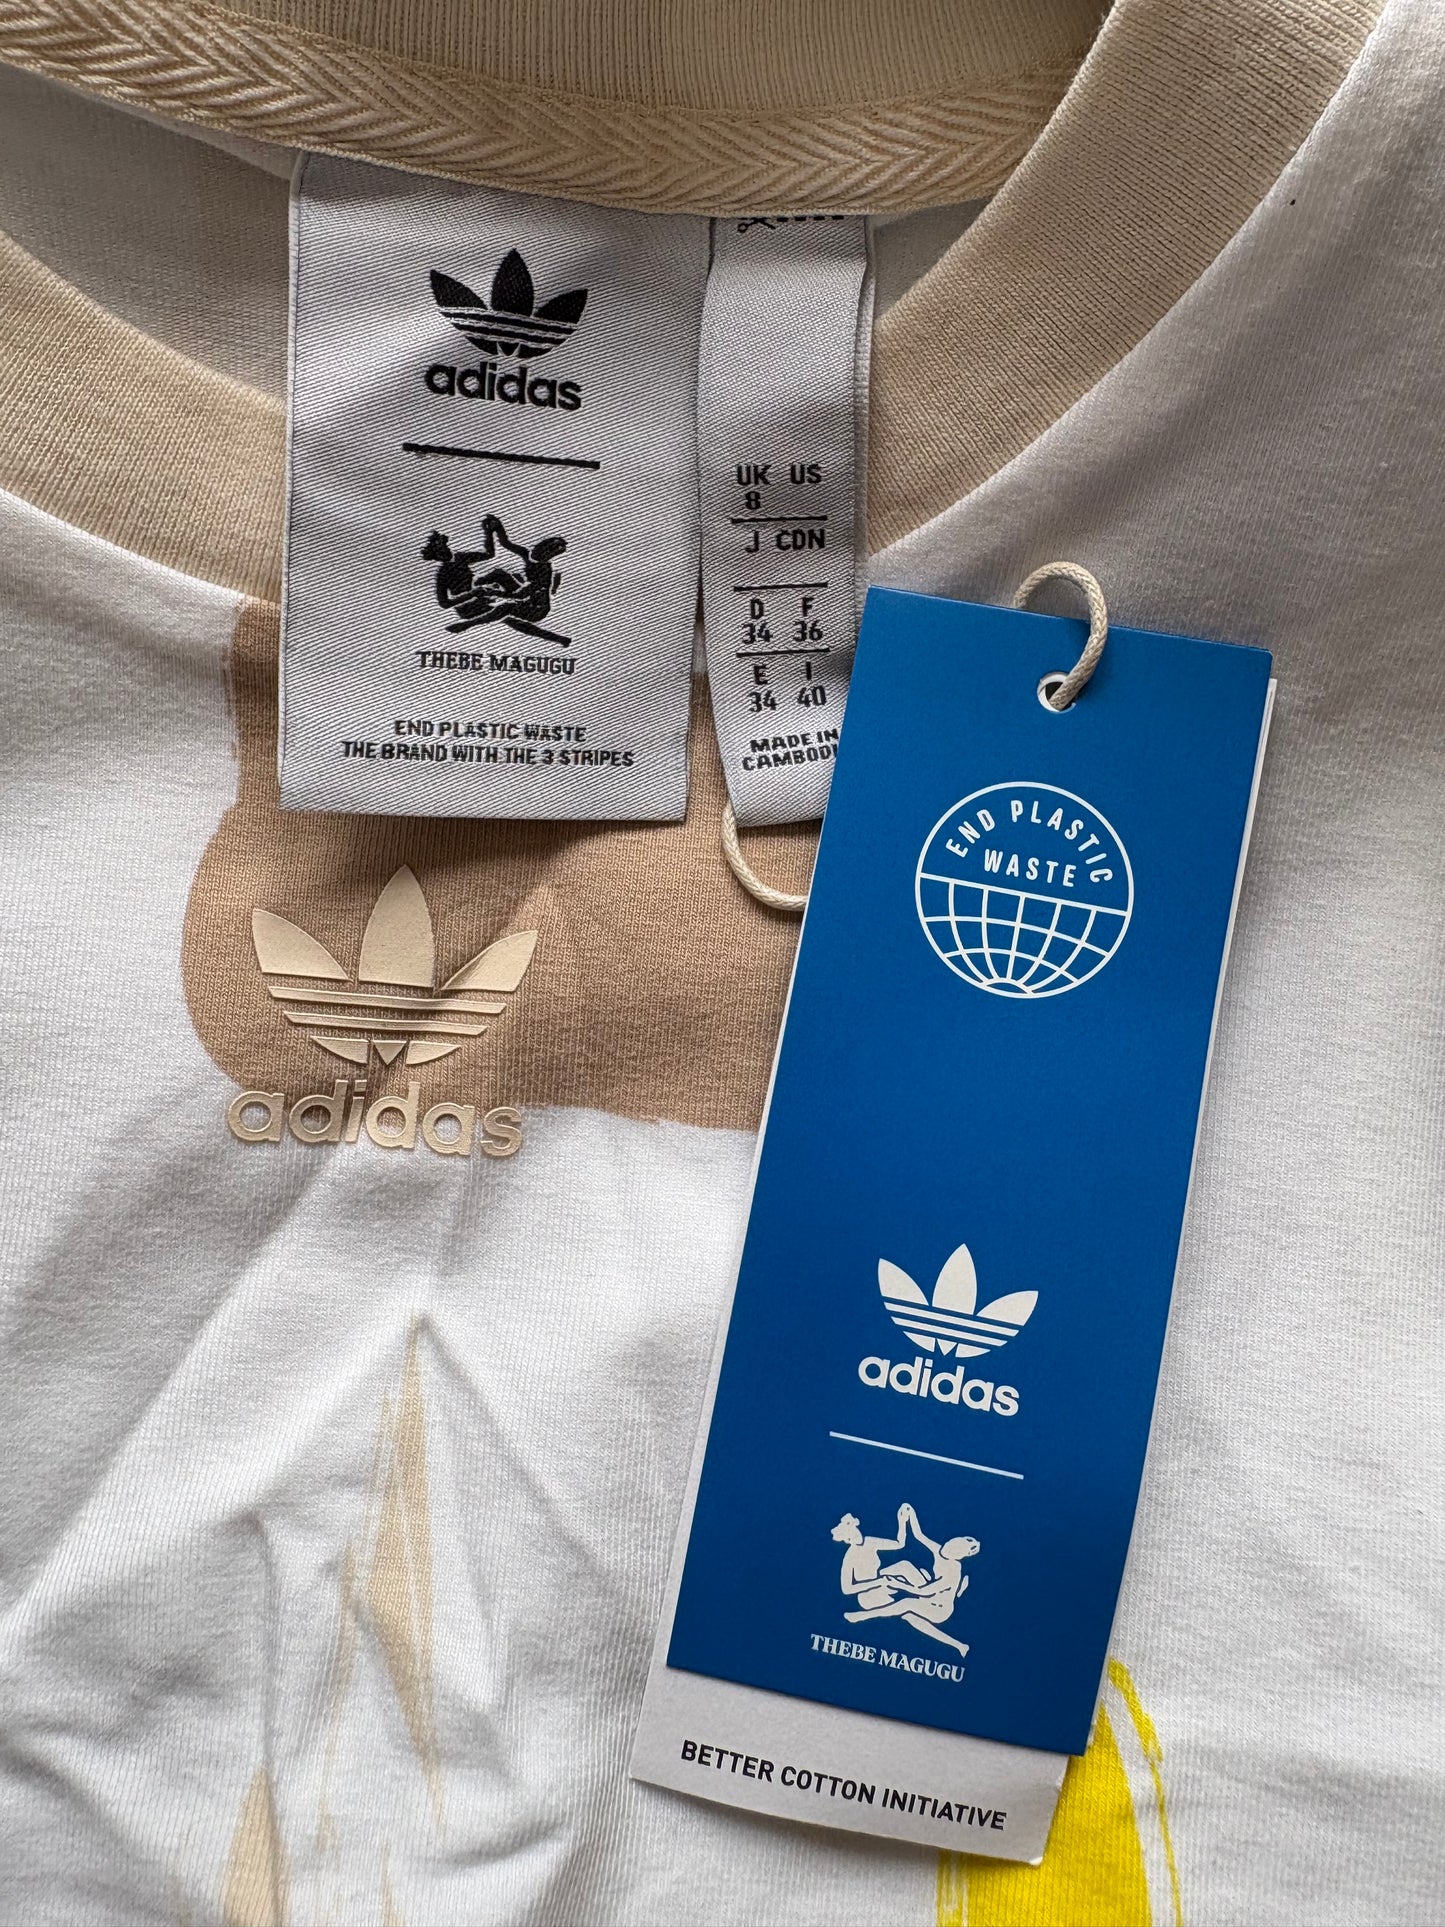 adidas
THEBE MAGUGU
END PLASTIC WASTE
THE BRAND WITH THE 3 STRIPES
UK US
8
J CDN
D F
34 36
E I
34 40
MADE IN
adidas
END PLASTIC
WASTE
adidas
THEBE MAGUGU
BETTER COTTON INITIATIVE